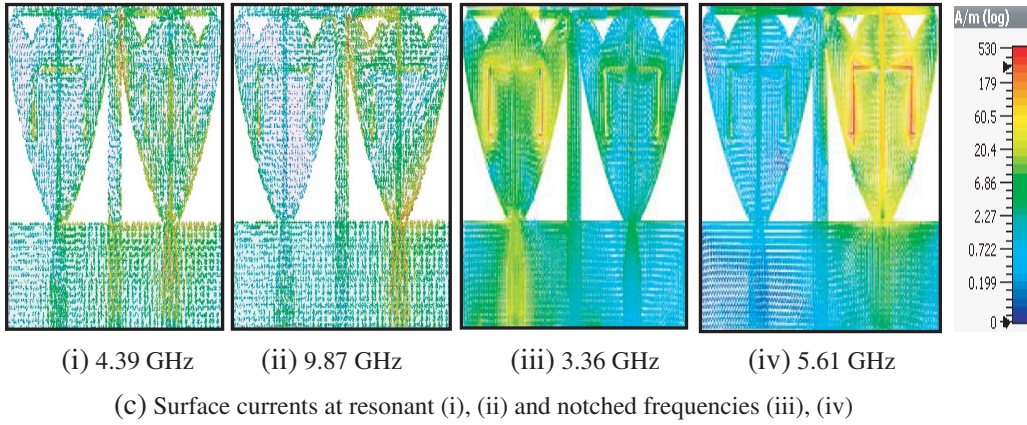 A/m (log)
530
179
60.5
20.4
6.86
2.27
0.722
0.199
0
(i) 4.39 GHz
(ii) 9.87 GHz
(iii) 3.36 GHz
(iv) 5.61 GHz
(c) Surface currents at resonant (i), (ii) and notched frequencies (iii), (iv)